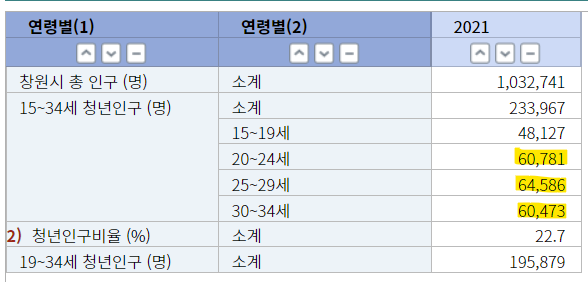 연령별(1) 연령별(2) 2021
창원시 총 인구 (명) 소계 1,032,741
15~34세 청년인구 (명) 소계 233,967
15~19세 48,127
20~24세 60,781
25~29세 64,586
30~34세 60,473
2) 청년인구비율 (%) 소계 22.7
19~34세 청년인구 (명) 소계 195,879